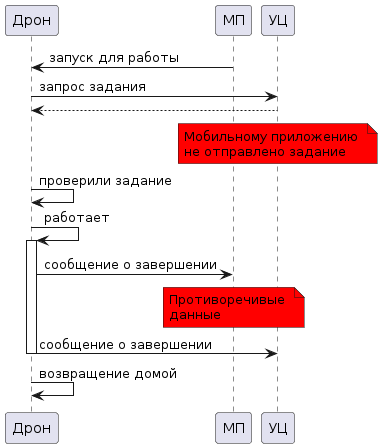 Дрон МП УЦ
запуск для работы
запрос задания
Мобильному приложению
не отправлено задание
проверили задание
работает
сообщение о завершении
Противоречивые
данные
сообщение о завершении
возвращение домой
Дрон МП УЦ